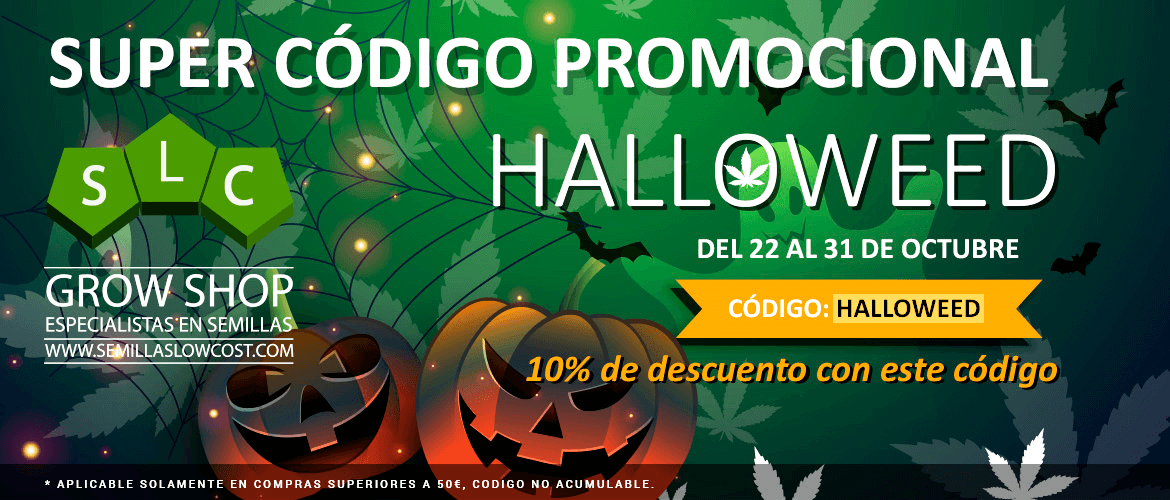 SUPER CÓDIGO PROMOCIONAL
SLC
HALLOWEED
DEL 22 AL 31 DE OCTUBRE
GROW SHOP
ESPECIALISTAS EN SEMILLAS
WWW.SEMILLASLOWCOST.COM
CÓDIGO: HALLOWEED
10% de descuento con este código
* APLICABLE SOLAMENTE EN COMPRAS SUPERIORES A 50€, CODIGO NO ACUMULABLE.